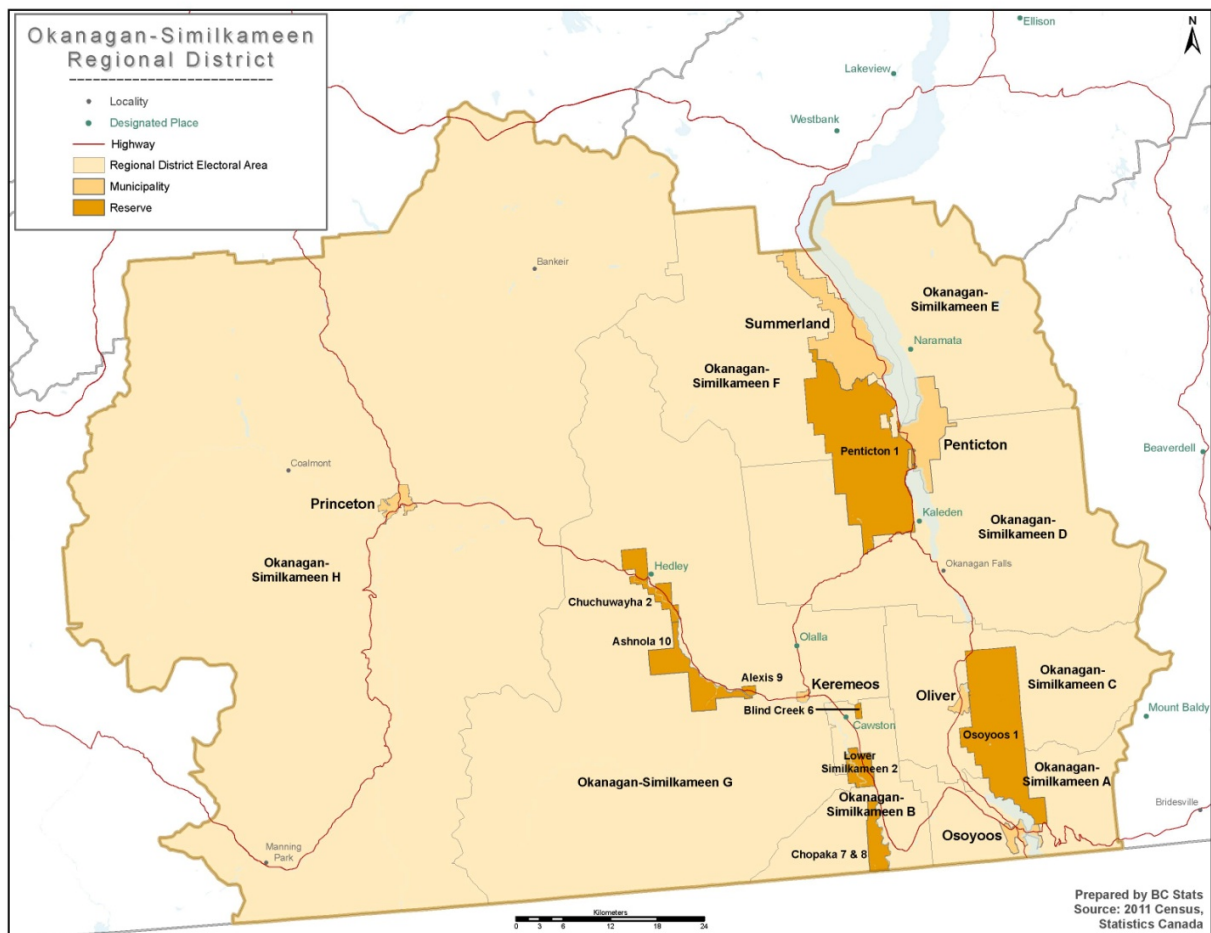 Okanagan-Similkameen
Regional District
Locality
Designated Place
Highway
Regional District Electoral Area
Municipality
Reserve
N
Ellison
Lakeview
Westbank
Bankeir
Okanagan-
Similkameen E
Summerland
Naramata
Okanagan-
Similkameen F
Penticton
Penticton 1
Beaverdell
Coalmont
Princeton
Kaleden
Okanagan-
Similkameen D
Okanagan-
Similkameen H
Okanagan Falls
Hedley
Chuchuwayha 2
Ashnola 10
Olalla
Alexis 9
Keremeos
Okanagan-
Similkameen C
Oliver
Blind Creek 6
Cawston
Mount Baldy
Osoyoos 1
Lower
Similkameen 2
Okanagan-Similkameen G
Okanagan-
Similkameen A
Okanagan-
Similkameen B
Bridesville
Osoyoos
Chopaka 7 & 8
Manning
Park
Kilometers
0 3 6 12 18 24
Prepared by BC Stats
Source: 2011 Census,
Statistics Canada